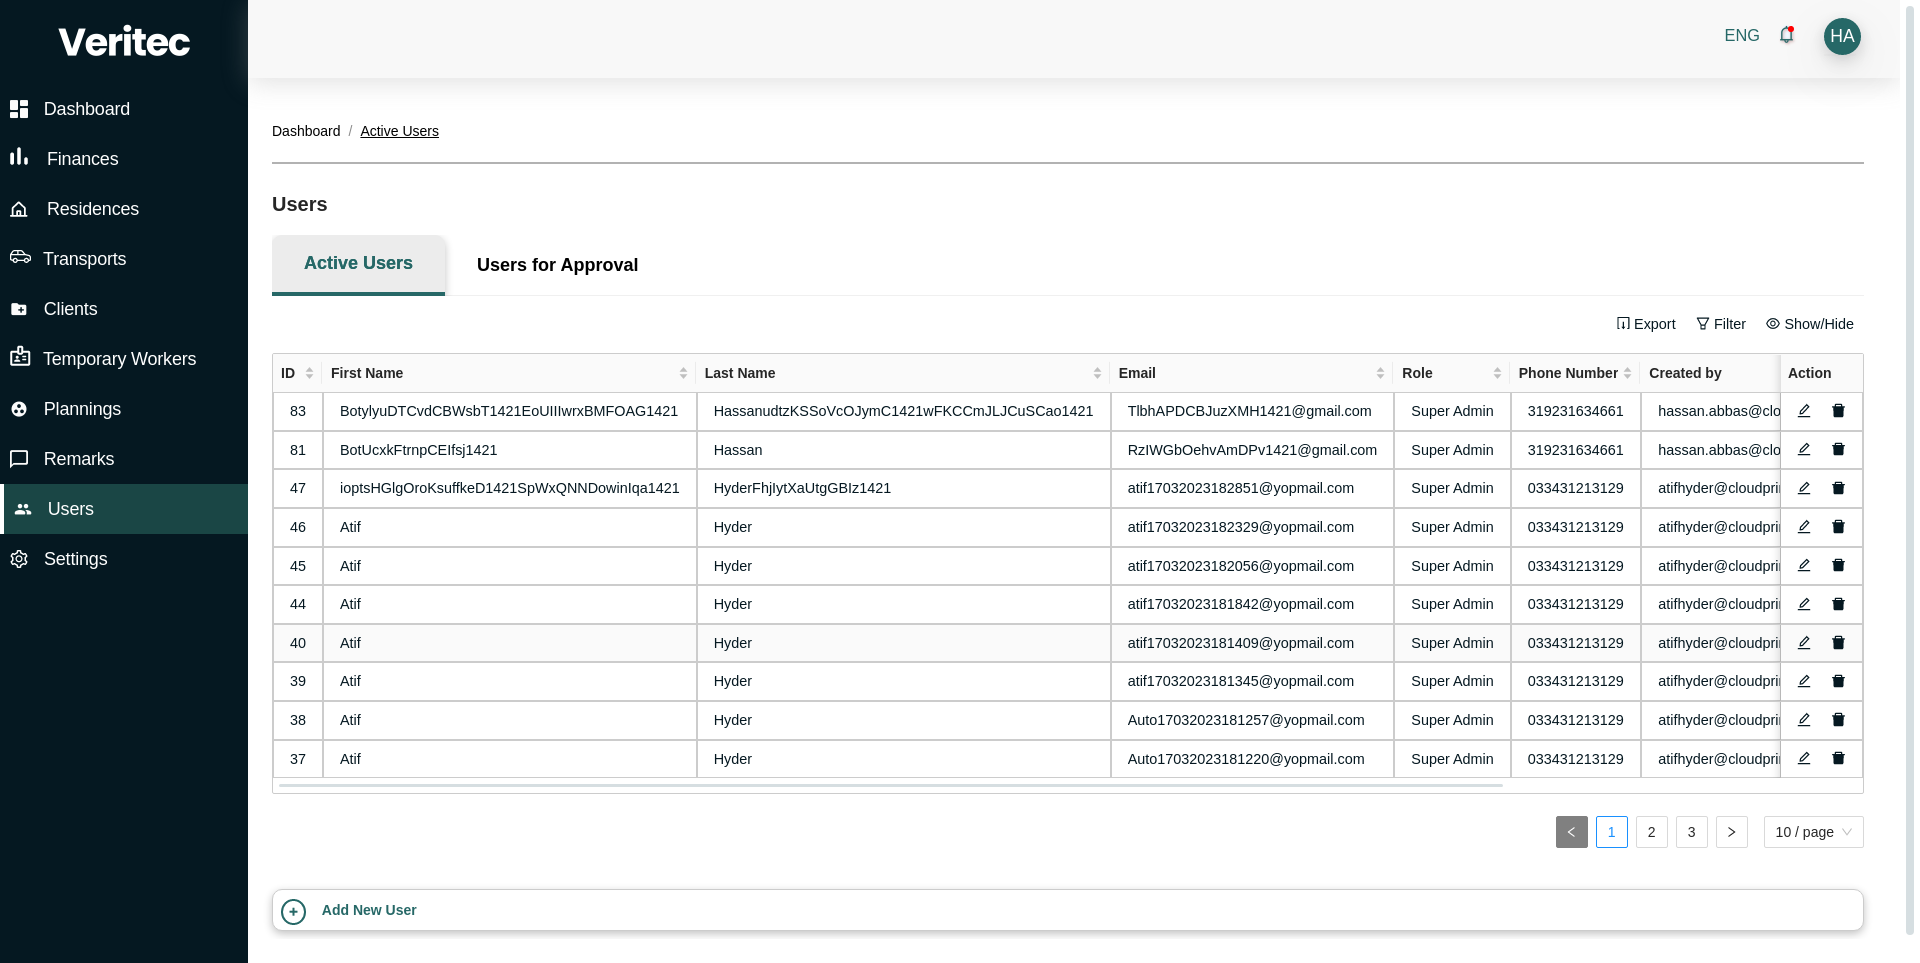 Veritec
ENG
HA
Dashboard
Finances
Residences
Transports
Clients
Temporary Workers
Plannings
Remarks
Users
Settings
Dashboard / Active Users
Users
Active Users Users for Approval
Export Filter Show/Hide
ID First Name Last Name Email Role Phone Number Created by Action
83 BotylyuDTCvdCBWsbT1421EoUIIIwrxBMFOAG1421 HassanudtzKSSoVcOJymC1421wFKCCmJLJCuSCao1421 TlbhAPDCBJuzXMH1421@gmail.com Super Admin 319231634661 hassan.abbas@clo
81 BotUcxkFtrnpCEIfsj1421 Hassan RzIWGbOehvAmDPv1421@gmail.com Super Admin 319231634661 hassan.abbas@clo
47 ioptsHGlgOroKsuffkeD1421SpWxQNNDowinIqa1421 HyderFhjIytXaUtgGBIz1421 atif17032023182851@yopmail.com Super Admin 033431213129 atifhyder@cloudpri
46 Atif Hyder atif17032023182329@yopmail.com Super Admin 033431213129 atifhyder@cloudpri
45 Atif Hyder atif17032023182056@yopmail.com Super Admin 033431213129 atifhyder@cloudpri
44 Atif Hyder atif17032023181842@yopmail.com Super Admin 033431213129 atifhyder@cloudpri
40 Atif Hyder atif17032023181409@yopmail.com Super Admin 033431213129 atifhyder@cloudpri
39 Atif Hyder atif17032023181345@yopmail.com Super Admin 033431213129 atifhyder@cloudpri
38 Atif Hyder Auto17032023181257@yopmail.com Super Admin 033431213129 atifhyder@cloudpri
37 Atif Hyder Auto17032023181220@yopmail.com Super Admin 033431213129 atifhyder@cloudpri
< 1 2 3 > 10 / page
Add New User